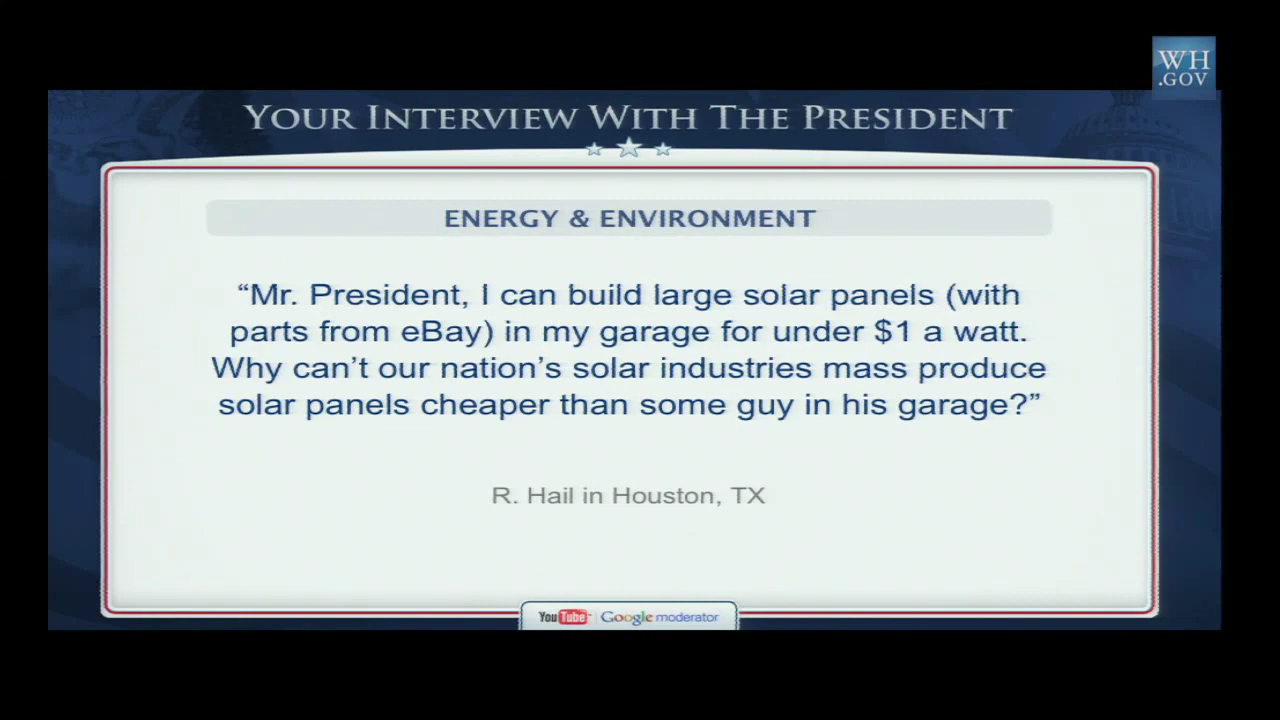 WH
.GOV
YOUR INTERVIEW WITH THE PRESIDENT
ENERGY & ENVIRONMENT
“Mr. President, I can build large solar panels (with
parts from eBay) in my garage for under $1 a watt.
Why can’t our nation’s solar industries mass produce
solar panels cheaper than some guy in his garage?”
R. Hail in Houston, TX
YouTube Google moderator